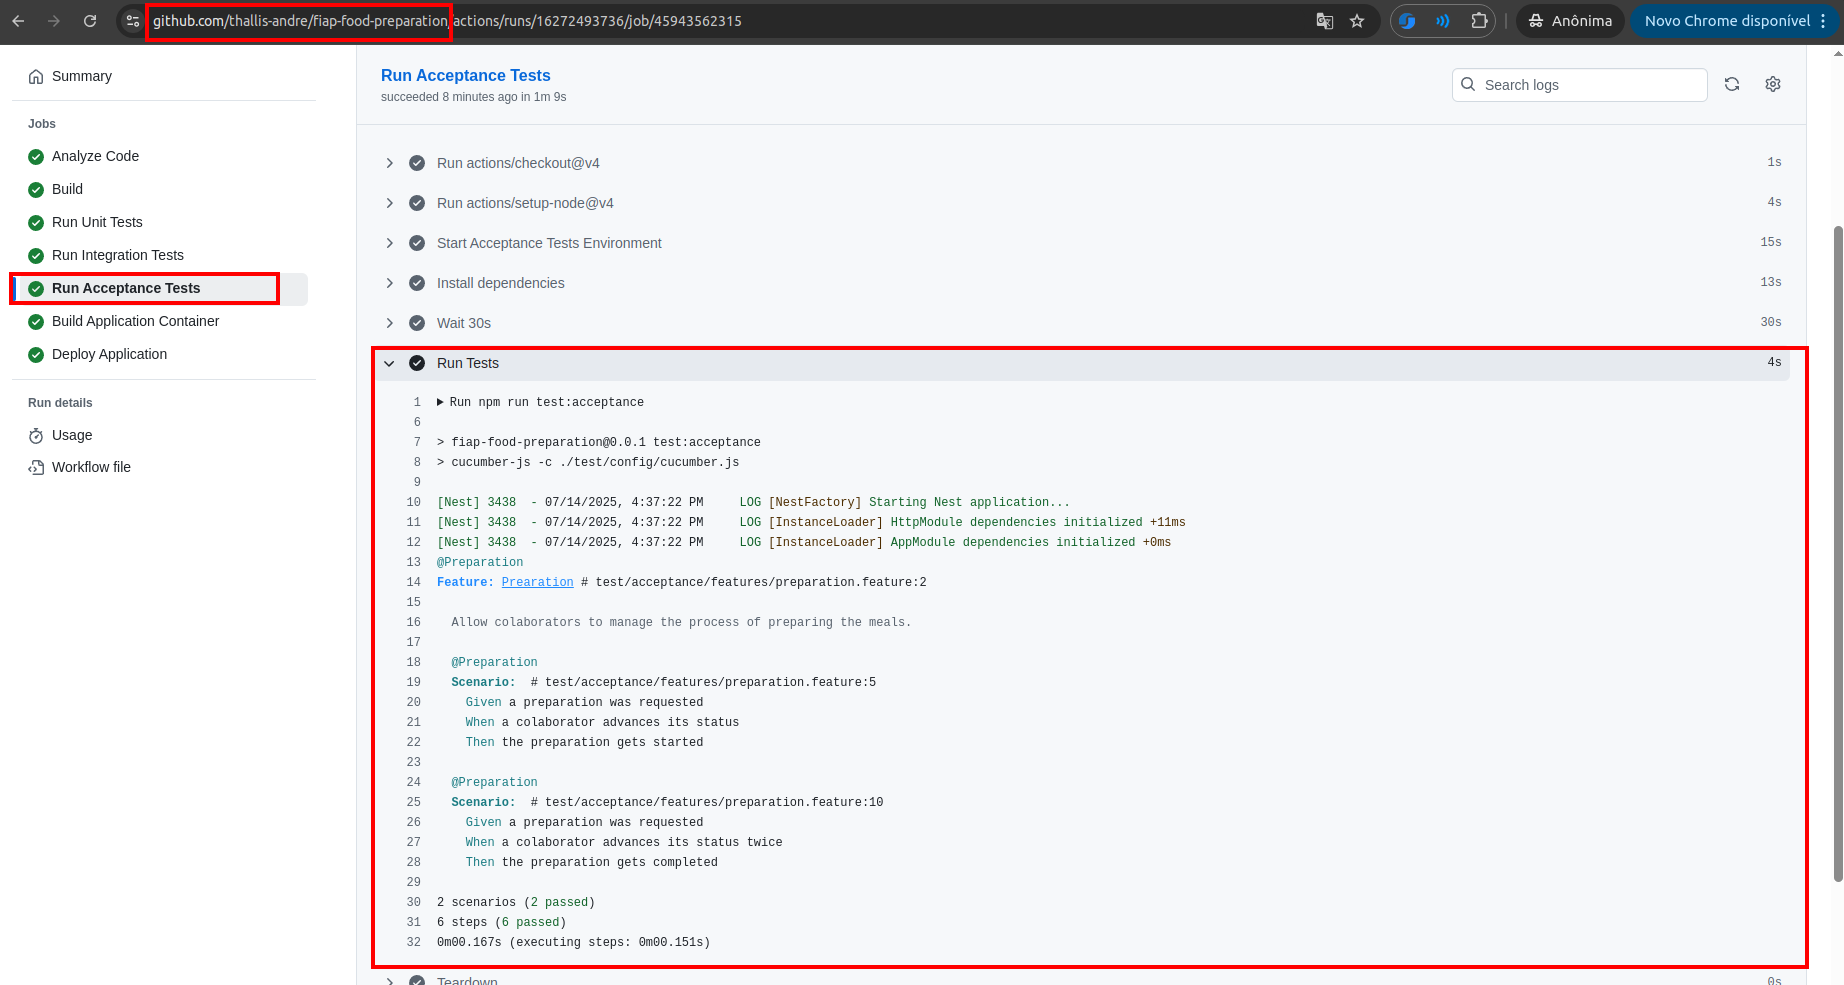 github.com/thallis-andre/fiap-food-preparation/actions/runs/16272493736/job/45943562315
Anônima
Novo Chrome disponível
Summary
Jobs
Analyze Code
Build
Run Unit Tests
Run Integration Tests
Run Acceptance Tests
Build Application Container
Deploy Application
Run details
Usage
Workflow file
Run Acceptance Tests
succeeded 8 minutes ago in 1m 9s
Search logs
Run actions/checkout@v4 1s
Run actions/setup-node@v4 4s
Start Acceptance Tests Environment 15s
Install dependencies 13s
Wait 30s 30s
Run Tests 4s
1 Run npm run test:acceptance
6
7 > fiap-food-preparation@0.0.1 test:acceptance
8 > cucumber-js -c ./test/config/cucumber.js
9
10 [Nest] 3438  - 07/14/2025, 4:37:22 PM     LOG [NestFactory] Starting Nest application...
11 [Nest] 3438  - 07/14/2025, 4:37:22 PM     LOG [InstanceLoader] HttpModule dependencies initialized +11ms
12 [Nest] 3438  - 07/14/2025, 4:37:22 PM     LOG [InstanceLoader] AppModule dependencies initialized +0ms
13 @Preparation
14 Feature: Prearation # test/acceptance/features/preparation.feature:2
15
16   Allow colaborators to manage the process of preparing the meals.
17
18   @Preparation
19   Scenario:  # test/acceptance/features/preparation.feature:5
20     Given a preparation was requested
21     When a colaborator advances its status
22     Then the preparation gets started
23
24   @Preparation
25   Scenario:  # test/acceptance/features/preparation.feature:10
26     Given a preparation was requested
27     When a colaborator advances its status twice
28     Then the preparation gets completed
29
30 2 scenarios (2 passed)
31 6 steps (6 passed)
32 0m00.167s (executing steps: 0m00.151s)
Teardown 0s